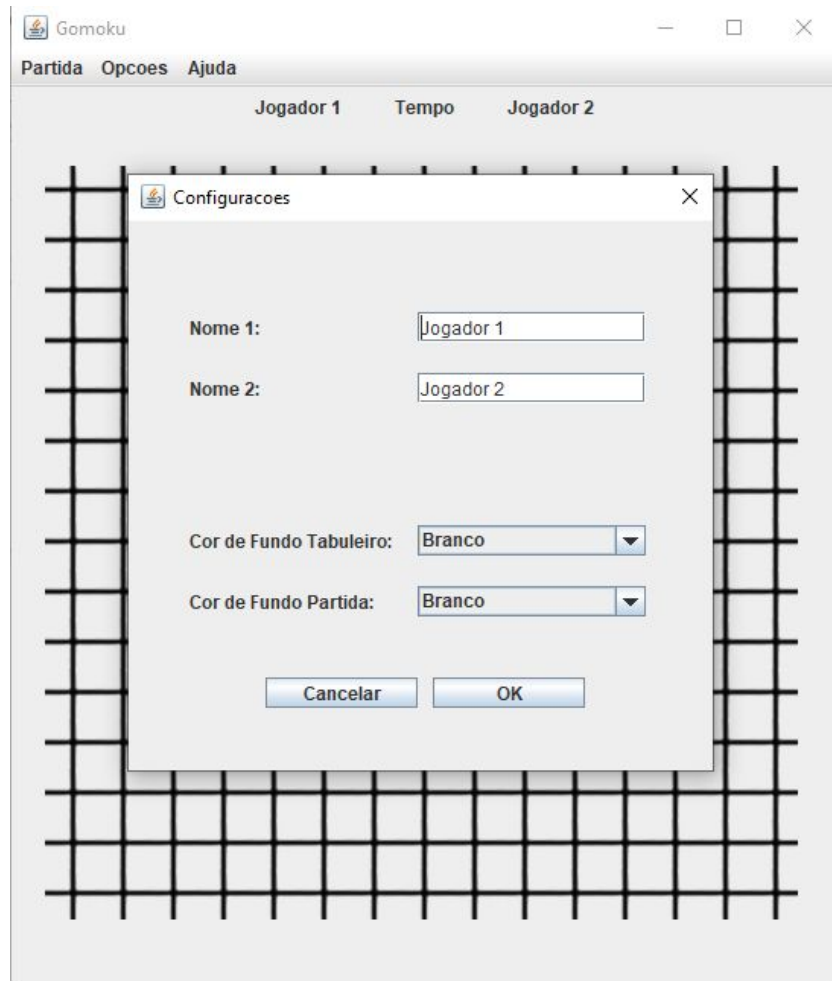 Gomoku
Partida Opcoes Ajuda
Jogador 1 Tempo Jogador 2
Configuracoes
Nome 1: Jogador 1
Nome 2: Jogador 2
Cor de Fundo Tabuleiro: Branco
Cor de Fundo Partida: Branco
Cancelar OK